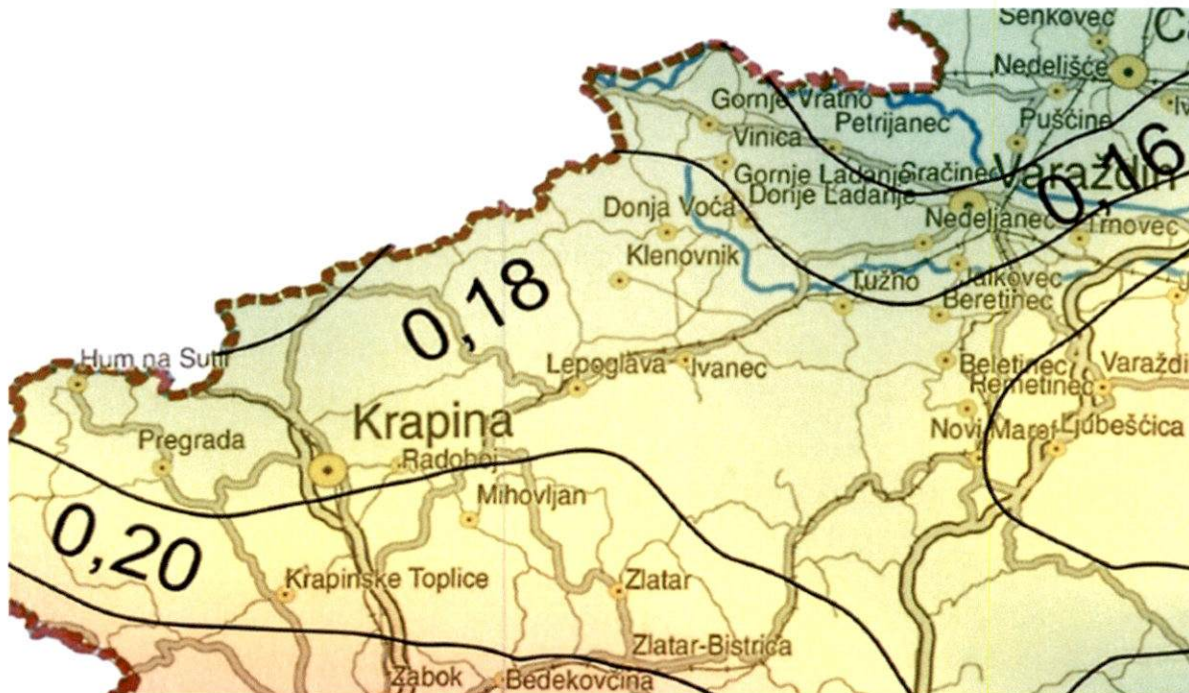 Šenkovec
Nedelišće
Gornje Vratno
Petrijanec
Pušćine
Vinica
0,16
Gornje Ladanje
Gračinec
Varaždin
Donje Ladanje
Donja Voća
Nedeljanec
Trnovec
Klenovnik
0,18
Tužno
Jalkovec
Beretinec
Hum na Sutli
Lepoglava
Ivanec
Beletinec
Remetinec
Krapina
Pregrada
Novi Marof
Ljubešćica
Radoboj
Mihovljan
0,20
Krapinske Toplice
Zlatar
Zlatar-Bistrica
Zabok
Bedekovčina